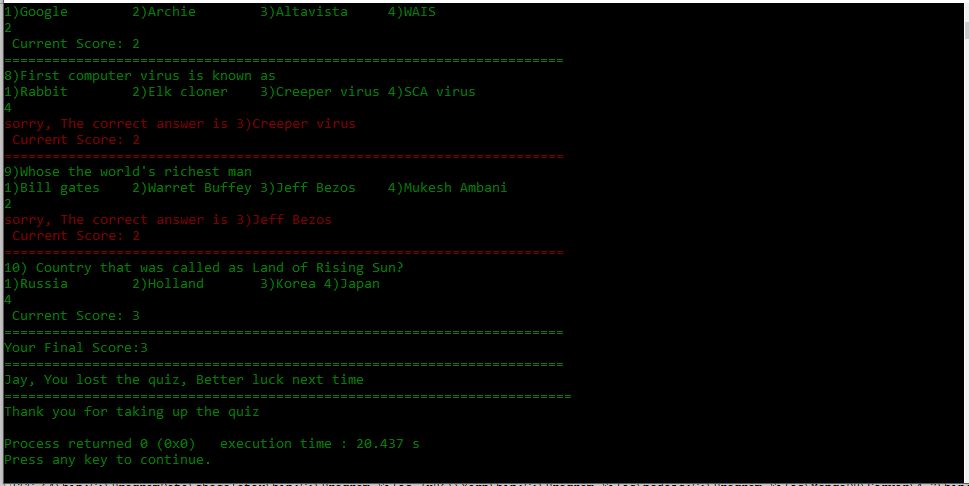 1)Google        2)Archie        3)Altavista     4)WAIS
2
 Current Score: 2
======================================================================
8)First computer virus is known as
1)Rabbit        2)Elk cloner    3)Creeper virus 4)SCA virus
4
sorry, The correct answer is 3)Creeper virus
 Current Score: 2
======================================================================
9)Whose the world's richest man
1)Bill gates    2)Warret Buffey 3)Jeff Bezos    4)Mukesh Ambani
2
sorry, The correct answer is 3)Jeff Bezos
 Current Score: 2
======================================================================
10) Country that was called as Land of Rising Sun?
1)Russia        2)Holland       3)Korea 4)Japan
4
 Current Score: 3
======================================================================
Your Final Score:3
======================================================================
Jay, You lost the quiz, Better luck next time
=======================================================================
Thank you for taking up the quiz

Process returned 0 (0x0)   execution time : 20.437 s
Press any key to continue.